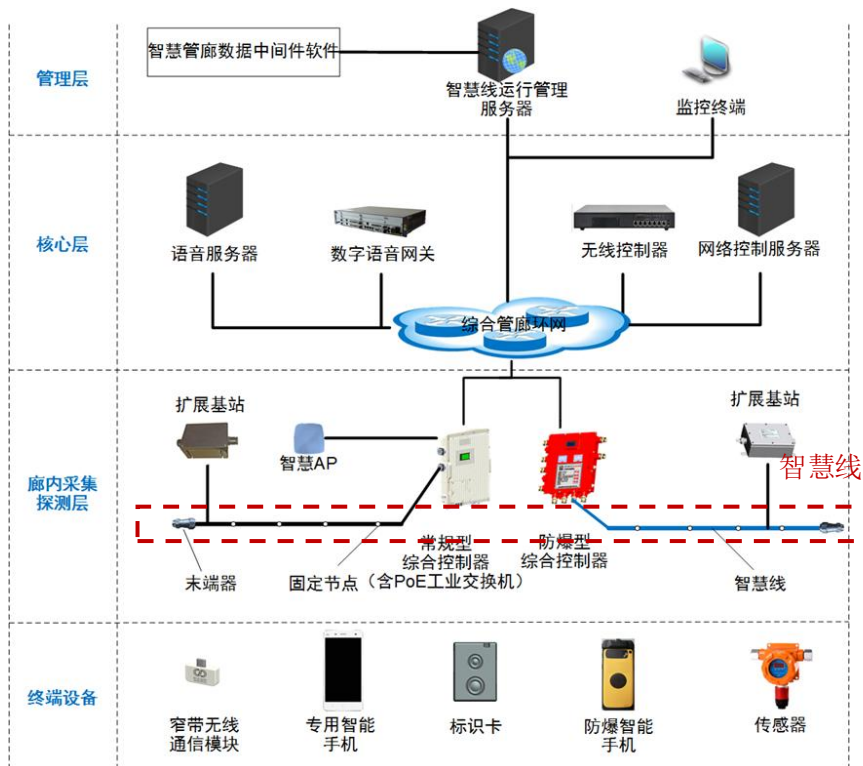 智慧管廊数据中间件软件
管理层
智慧线运行管理
服务器
监控终端
核心层
语音服务器
数字语音网关
无线控制器
网络控制服务器
综合管廊环网
扩展基站
扩展基站
智慧AP
智慧线
廊内采集
探测层
常规型
综合控制器
(含PoE工业交换机)
防爆型
综合控制器
末端器
固定节点
智慧线
终端设备
窄带无线
通信模块
专用智能
手机
标识卡
防爆智能
手机
传感器